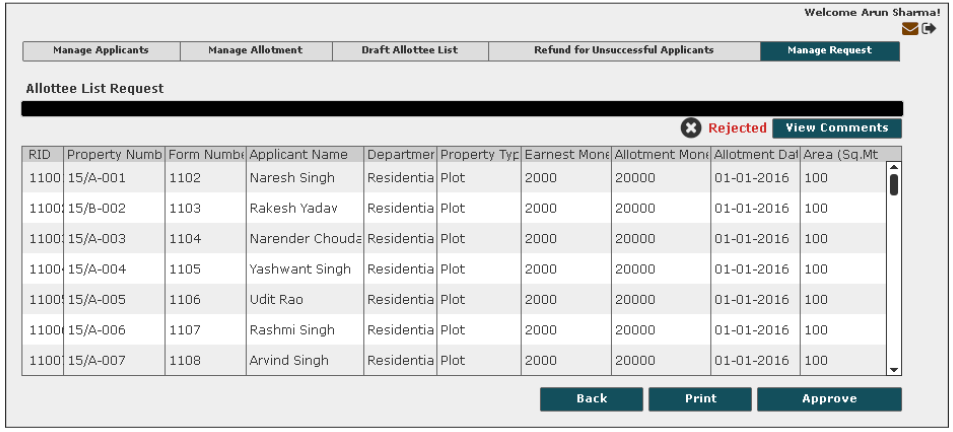 Welcome Arun Sharma!
Manage Applicants Manage Allotment Draft Allottee List Refund for Unsuccessful Applicants Manage Request
Allottee List Request
Rejected View Comments
RID Property Numb Form Numbe Applicant Name Departmer Property Typ Earnest Mone Allotment Mone Allotment Dat Area (Sq.Mt
1100 15/A-001 1102 Naresh Singh Residentia Plot 2000 20000 01-01-2016 100
1100 15/B-002 1103 Rakesh Yadav Residentia Plot 2000 20000 01-01-2016 100
1100 15/A-003 1104 Narender Chouda Residentia Plot 2000 20000 01-01-2016 100
1100 15/A-004 1105 Yashwant Singh Residentia Plot 2000 20000 01-01-2016 100
1100 15/A-005 1106 Udit Rao Residentia Plot 2000 20000 01-01-2016 100
1100 15/A-006 1107 Rashmi Singh Residentia Plot 2000 20000 01-01-2016 100
1100 15/A-007 1108 Arvind Singh Residentia Plot 2000 20000 01-01-2016 100
Back Print Approve